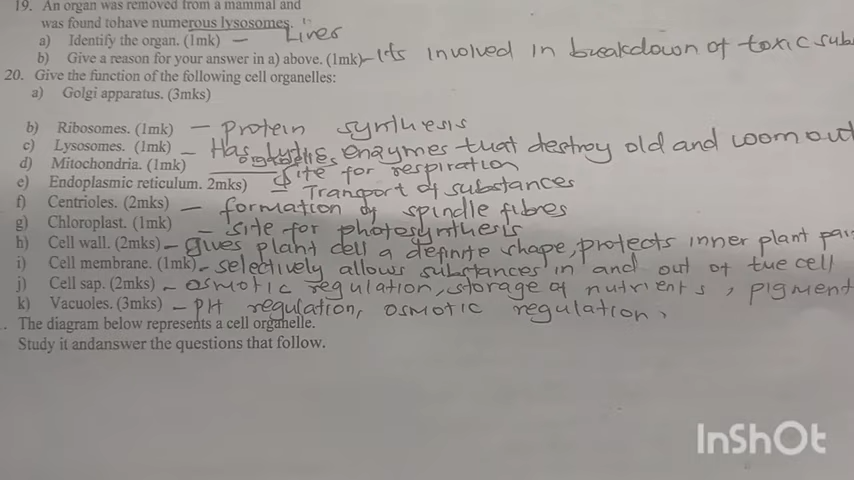 19. An organ was removed from a mammal and
was found tohave numerous lysosomes.
a) Identify the organ. (1mk) - Liver
b) Give a reason for your answer in a) above. (1mk) - Its involved in breakdown of toxic sub
20. Give the function of the following cell organelles:
a) Golgi apparatus. (3mks)
b) Ribosomes. (1mk) - Protein synthesis
c) Lysosomes. (1mk) - Has lytic enzymes that destroy old and woom out
organelles
d) Mitochondria. (1mk) - Site for respiration
e) Endoplasmic reticulum. 2mks) - Transport of substances
f) Centrioles. (2mks) - formation of spindle fibres
g) Chloroplast. (1mk) - site for photosynthesis
h) Cell wall. (2mks) - gives plant cell a definite shape, protects inner plant par
i) Cell membrane. (1mk) - selectively allows substances in and out of the cell
j) Cell sap. (2mks) - osmotic regulation, storage of nutrients, pigment
k) Vacuoles. (3mks) - PH regulation, osmotic regulation,
. The diagram below represents a cell organelle.
Study it andanswer the questions that follow.
InShOt